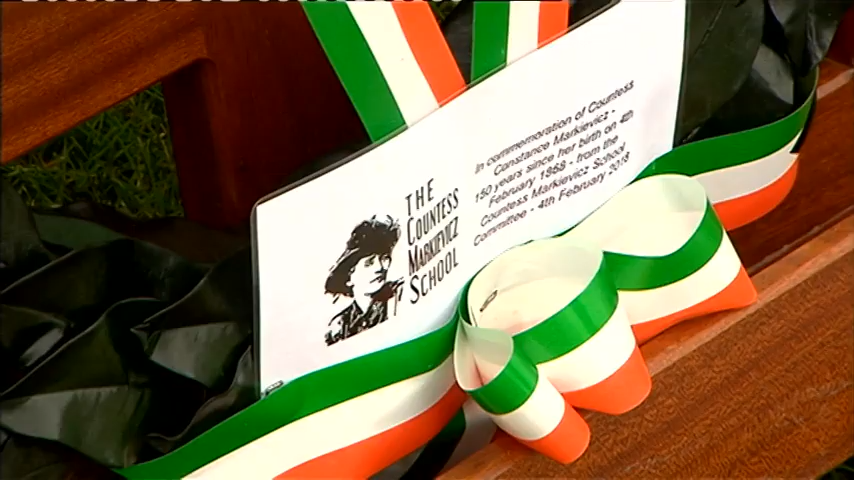 THE
COUNTESS
MARKIEVICZ
SCHOOL
In commemoration of Countess
Constance Markievicz -
150 years since her birth on 4th
February 1868 - from the
Countess Markievicz School
Committee - 4th February 2018